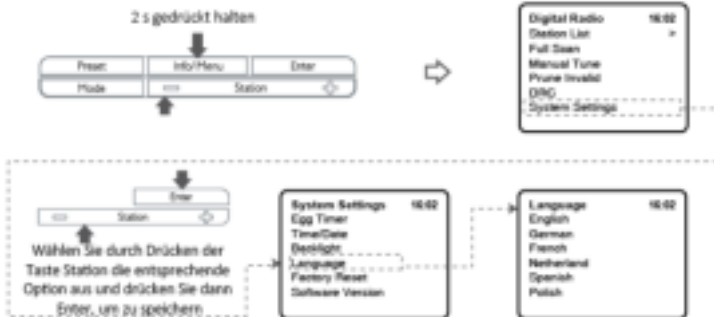 2 s gedrückt halten
Preset Info/Menu Enter
Mode Station
Digital Radio 16:02
Station List >
Full Scan
Manual Tune
Prune Invalid
DRC
System Settings
Enter
Station
Wählen Sie durch Drücken der
Taste Station die entsprechende
Option aus und drücken Sie dann
Enter, um zu speichern
System Settings 16:02
Egg Timer
Time/Date
Backlight
Language
Factory Reset
Software Version
Language 16:02
English
German
French
Netherland
Spanish
Polish